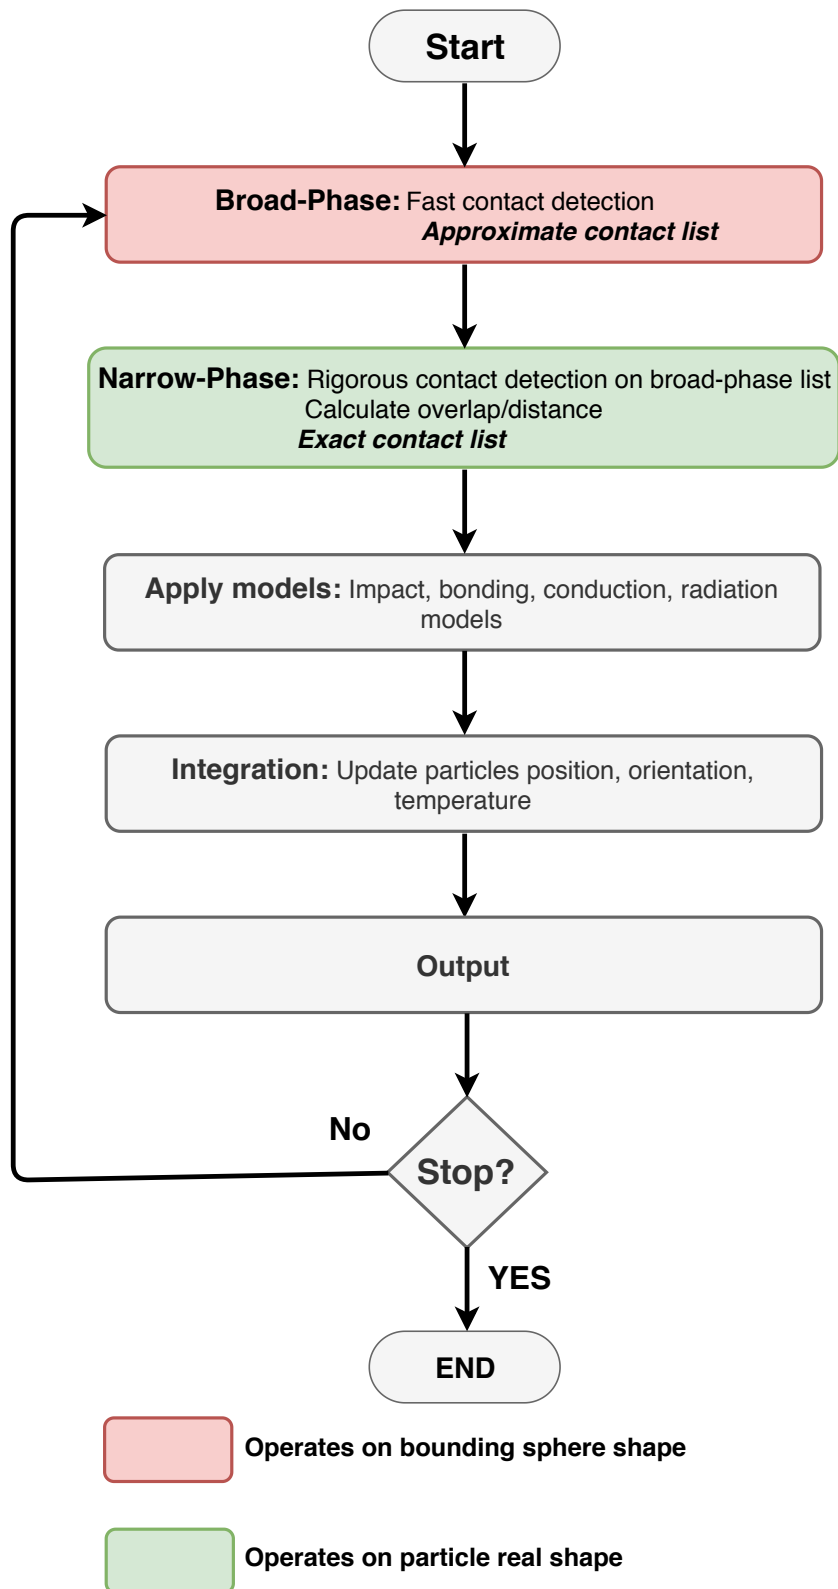 Start
Broad-Phase: Fast contact detection
Approximate contact list
Narrow-Phase: Rigorous contact detection on broad-phase list
Calculate overlap/distance
Exact contact list
Apply models: Impact, bonding, conduction, radiation
models
Integration: Update particles position, orientation,
temperature
Output
No
Stop?
YES
END
Operates on bounding sphere shape
Operates on particle real shape